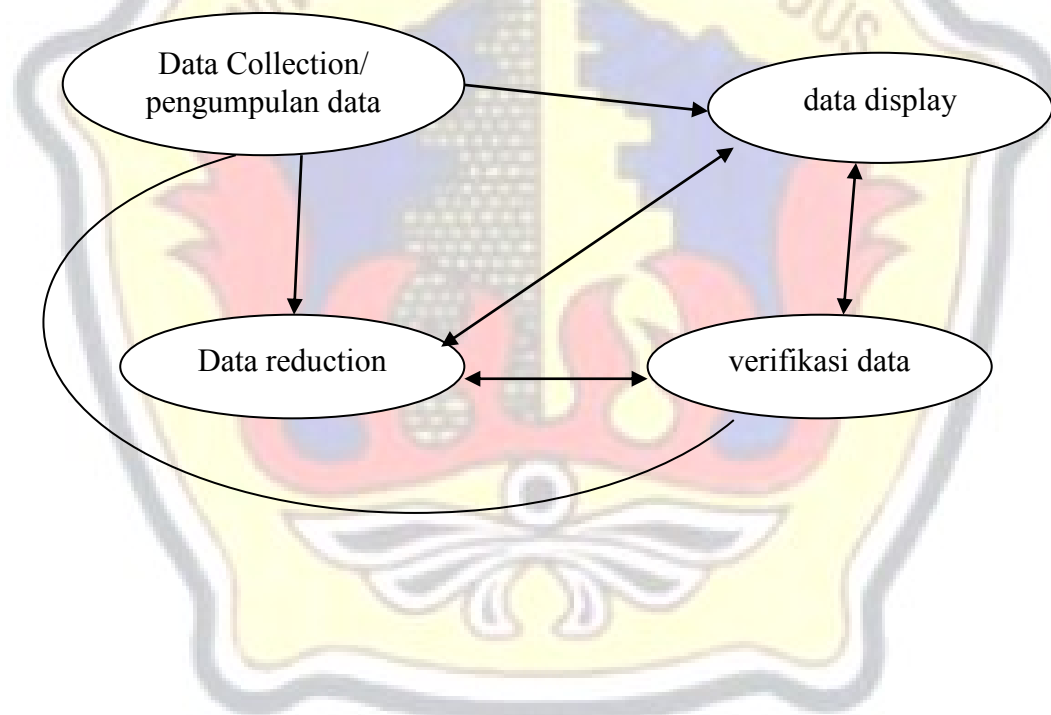 Data Collection/
pengumpulan data
data display
Data reduction
verifikasi data